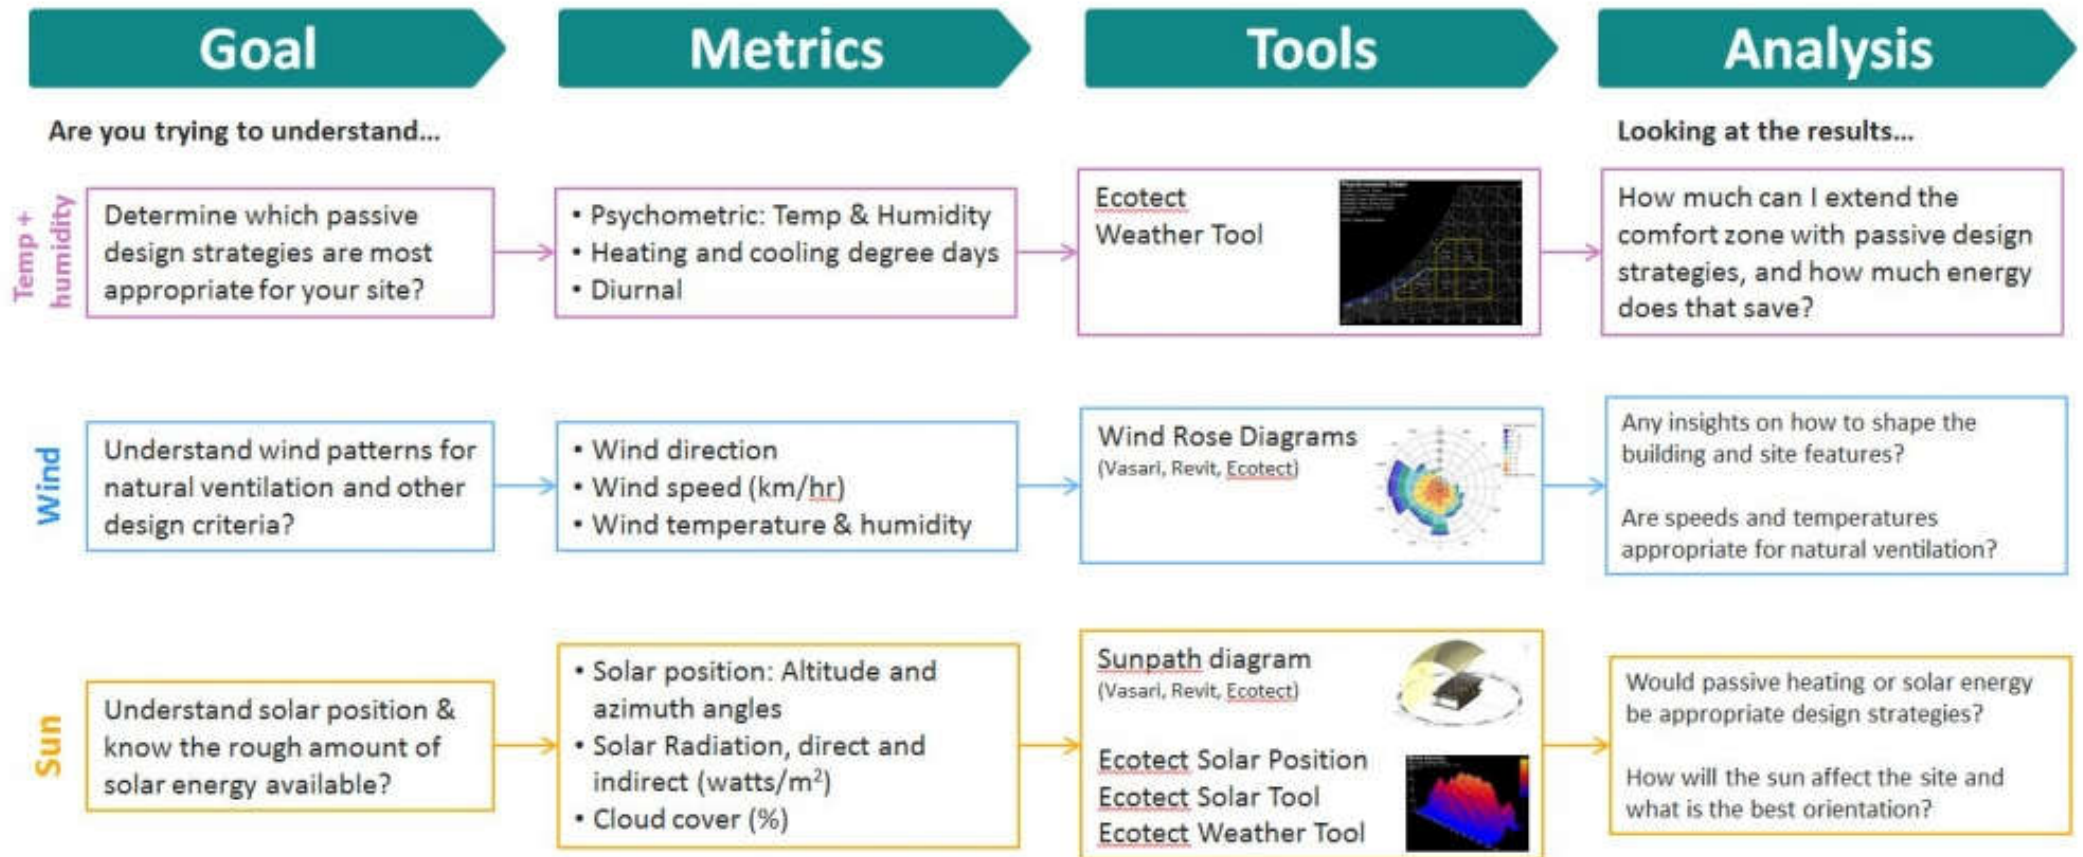 Goal
Metrics
Tools
Analysis
Are you trying to understand...
Looking at the results...
Temp +
humidity
Determine which passive
design strategies are most
appropriate for your site?
• Psychometric: Temp & Humidity
• Heating and cooling degree days
• Diurnal
Ecotect
Weather Tool
How much can I extend the
comfort zone with passive design
strategies, and how much energy
does that save?
Wind
Understand wind patterns for
natural ventilation and other
design criteria?
• Wind direction
• Wind speed (km/hr)
• Wind temperature & humidity
Wind Rose Diagrams
(Vasari, Revit, Ecotect)
Any insights on how to shape the
building and site features?
Are speeds and temperatures
appropriate for natural ventilation?
Sun
Understand solar position &
know the rough amount of
solar energy available?
• Solar position: Altitude and
azimuth angles
• Solar Radiation, direct and
indirect (watts/m²)
• Cloud cover (%)
Sunpath diagram
(Vasari, Revit, Ecotect)
Ecotect Solar Position
Ecotect Solar Tool
Ecotect Weather Tool
Would passive heating or solar energy
be appropriate design strategies?
How will the sun affect the site and
what is the best orientation?